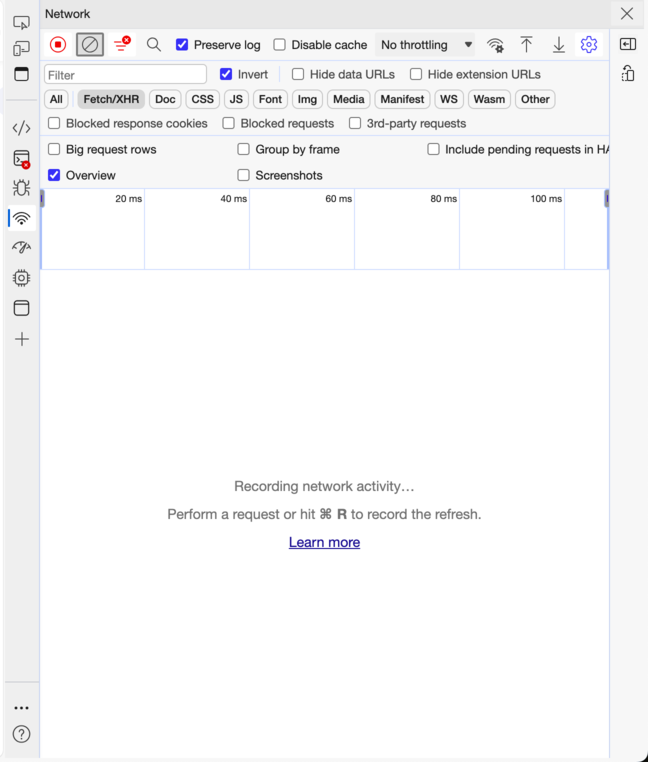 Network
Preserve log Disable cache No throttling
Filter Invert Hide data URLs Hide extension URLs
All Fetch/XHR Doc CSS JS Font Img Media Manifest WS Wasm Other
Blocked response cookies Blocked requests 3rd-party requests
Big request rows Group by frame Include pending requests in HA
Overview Screenshots
20 ms 40 ms 60 ms 80 ms 100 ms
Recording network activity…
Perform a request or hit ⌘ R to record the refresh.
Learn more